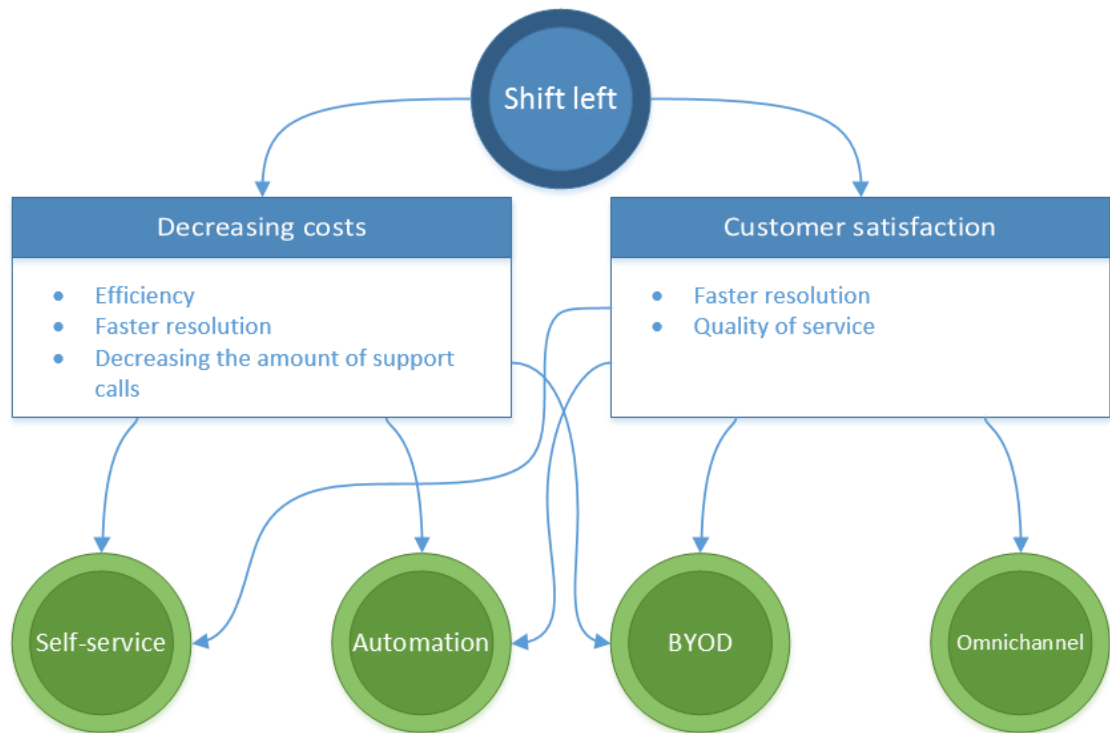 Shift left
Decreasing costs
• Efficiency
• Faster resolution
• Decreasing the amount of support
calls
Customer satisfaction
• Faster resolution
• Quality of service
Self-service
Automation
BYOD
Omnichannel